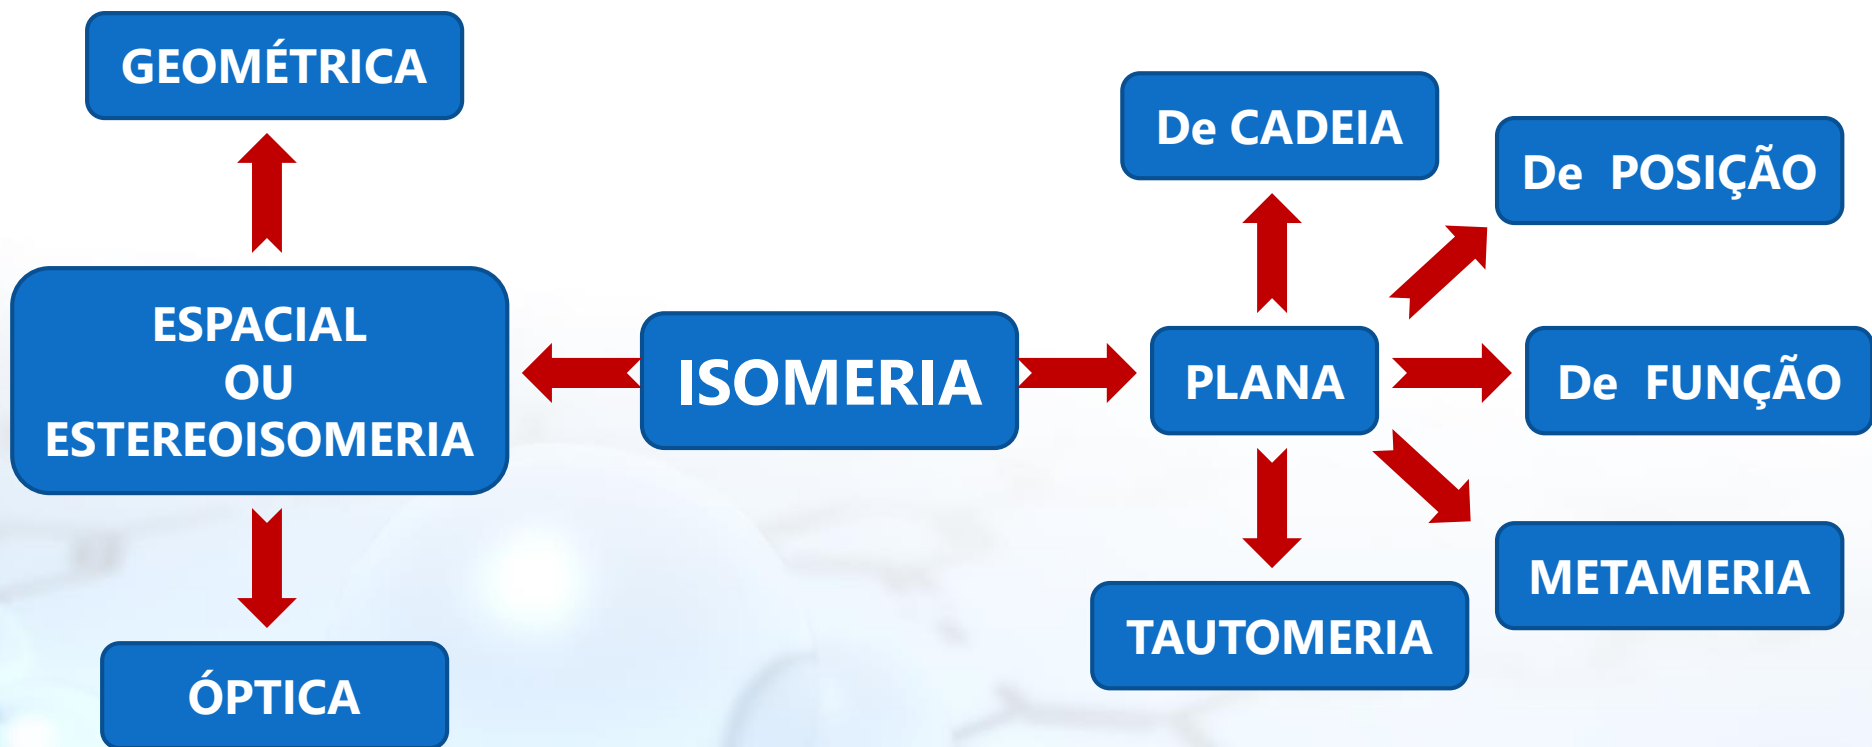 GEOMÉTRICA
De CADEIA
De POSIÇÃO
ESPACIAL
OU
ESTEREOISOMERIA
ISOMERIA
PLANA
De FUNÇÃO
METAMERIA
TAUTOMERIA
ÓPTICA